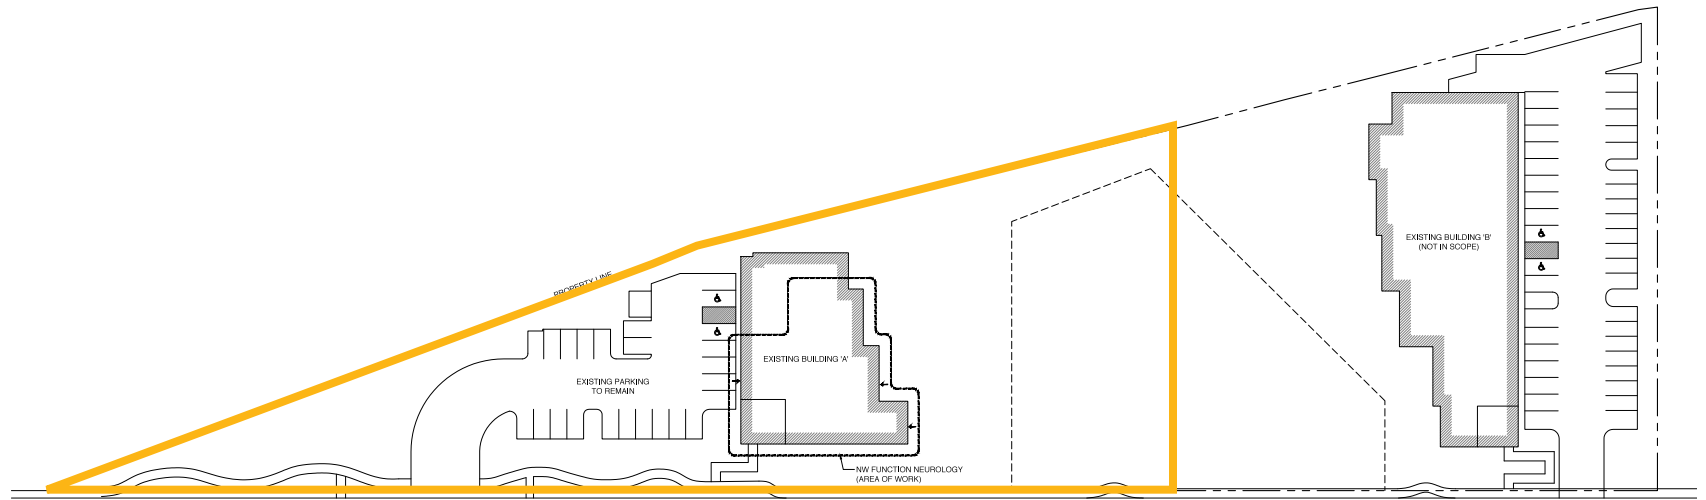 PROPERTY LINE
EXISTING BUILDING 'B'
(NOT IN SCOPE)
EXISTING BUILDING 'A'
EXISTING PARKING
TO REMAIN
NW FUNCTION NEUROLOGY
(AREA OF WORK)